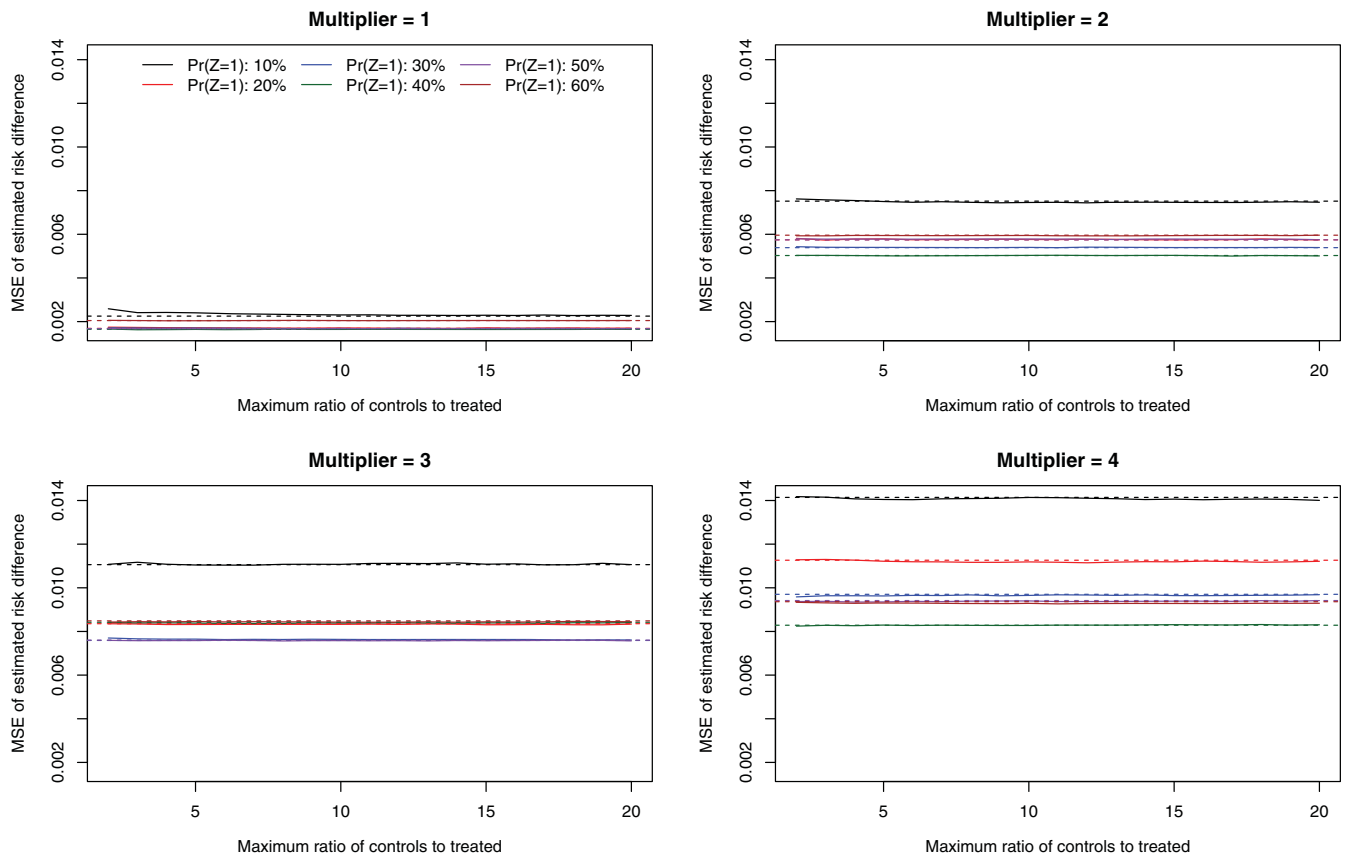 Multiplier = 1
MSE of estimated risk difference
0.014
0.010
0.006
0.002
Pr(Z=1): 10%
Pr(Z=1): 30%
Pr(Z=1): 50%
Pr(Z=1): 20%
Pr(Z=1): 40%
Pr(Z=1): 60%
5
10
15
20
Maximum ratio of controls to treated
Multiplier = 2
MSE of estimated risk difference
0.014
0.010
0.006
0.002
5
10
15
20
Maximum ratio of controls to treated
Multiplier = 3
MSE of estimated risk difference
0.014
0.010
0.006
0.002
5
10
15
20
Maximum ratio of controls to treated
Multiplier = 4
MSE of estimated risk difference
0.014
0.010
0.006
0.002
5
10
15
20
Maximum ratio of controls to treated